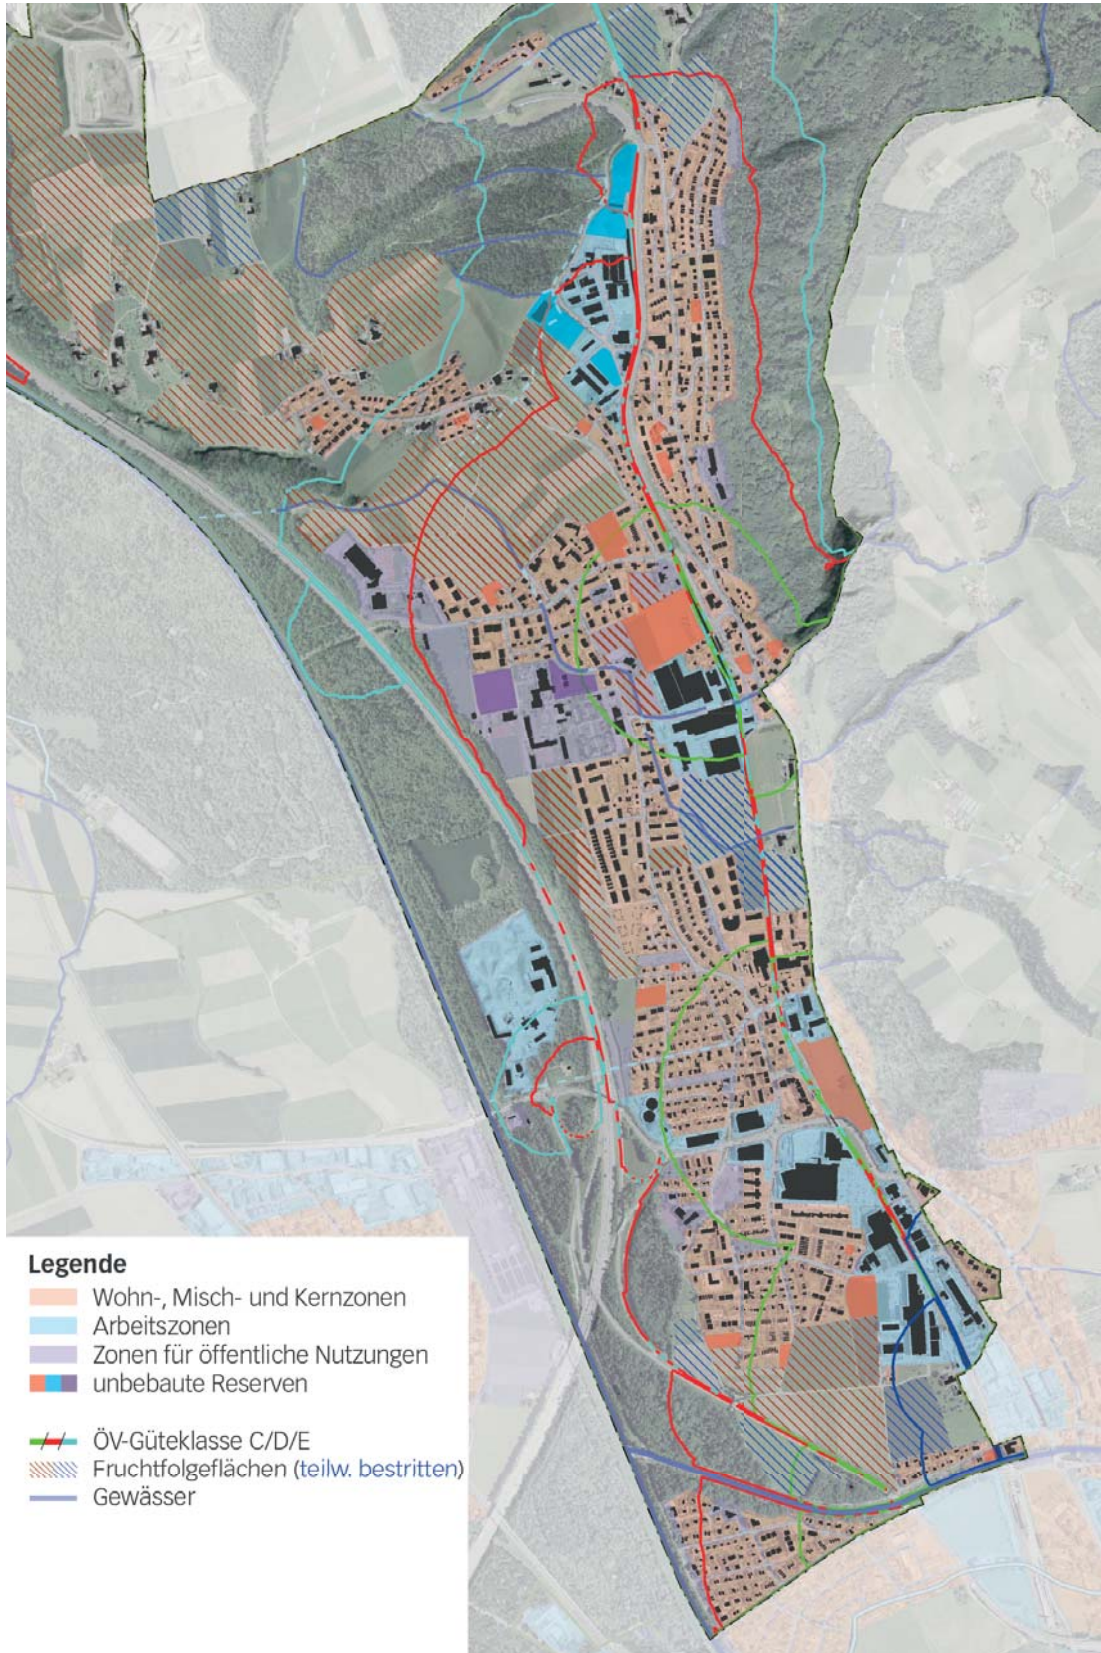 Legende
Wohn-, Misch- und Kernzonen
Arbeitszonen
Zonen für öffentliche Nutzungen
unbebaute Reserven
ÖV-Güteklasse C/D/E
Fruchtfolgeflächen (teilw. bestritten)
Gewässer